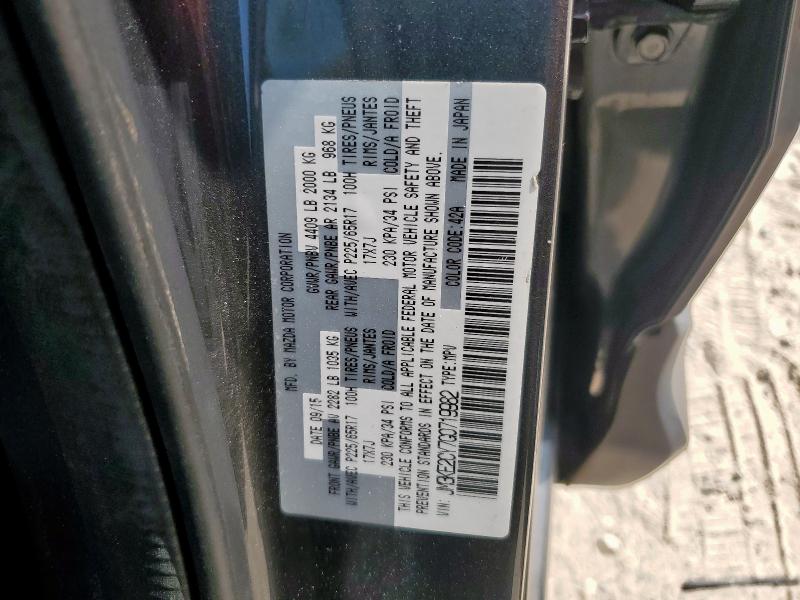 MFD. BY MAZDA MOTOR CORPORATION
DATE 09/15 GVWR/PNBV 4409 LB 2000 KG
FRONT GAWR/PNBE AV 2282 LB 1035 KG REAR GAWR/PNBE AR 2134 LB 968 KG
WITH/AVEC P225/65R17 100H TIRES/PNEUS WITH/AVEC P225/65R17 100H TIRES/PNEUS
17X7J RIMS/JANTES 17X7J RIMS/JANTES
230 KPA/34 PSI COLD/A FROID 230 KPA/34 PSI COLD/A FROID
THIS VEHICLE CONFORMS TO ALL APPLICABLE FEDERAL MOTOR VEHICLE SAFETY AND THEFT
PREVENTION STANDARDS IN EFFECT ON THE DATE OF MANUFACTURE SHOWN ABOVE.
VIN: JM3KE2CY7G0719982 TYPE:MPV COLOR CODE:42A MADE IN JAPAN